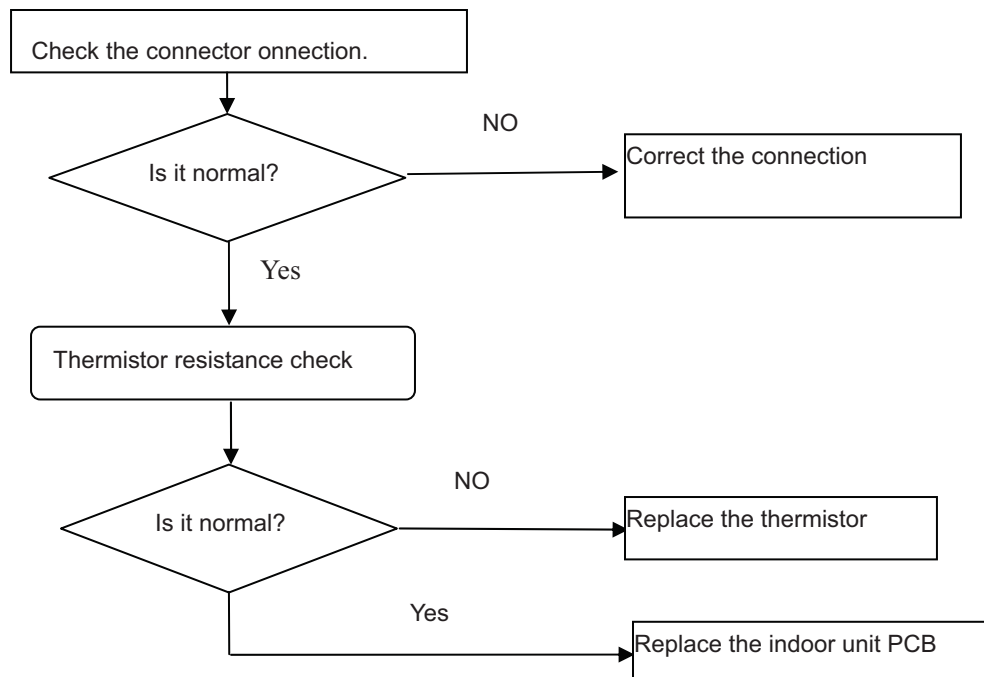 Check the connector onnection.
NO
Is it normal?
Correct the connection
Yes
Thermistor resistance check
NO
Is it normal?
Replace the thermistor
Yes
Replace the indoor unit PCB